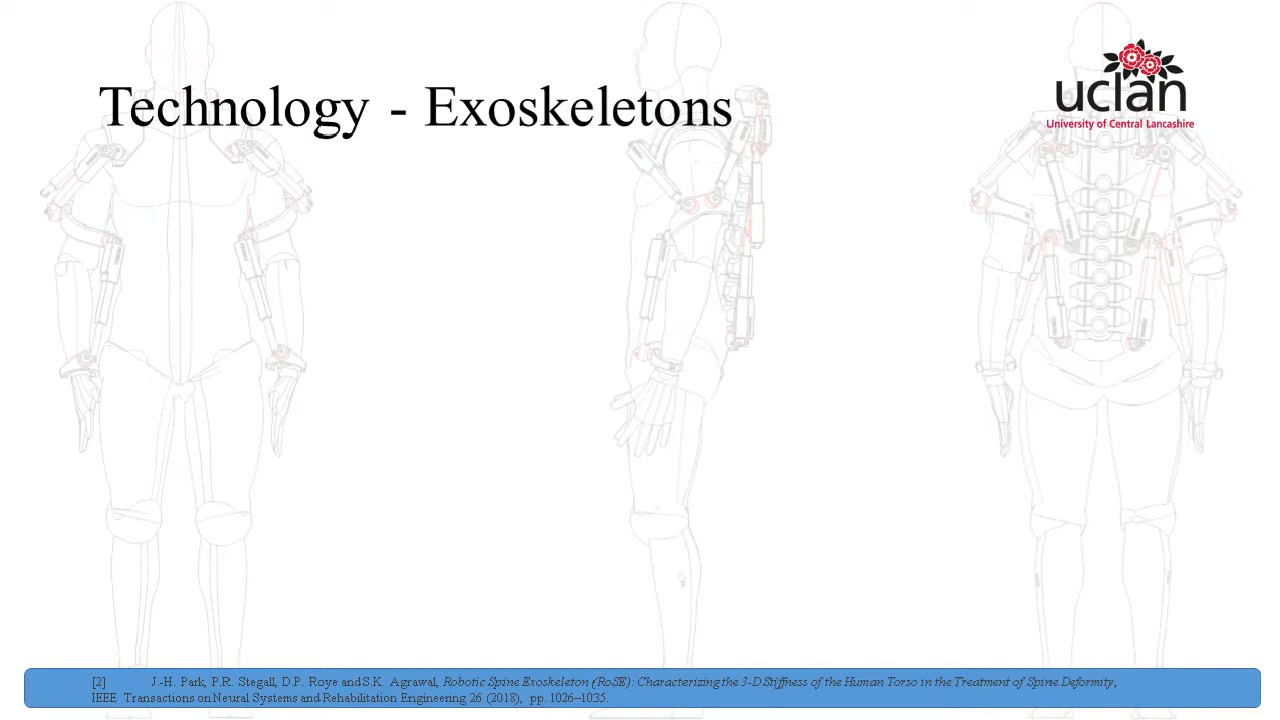 Technology - Exoskeletons
uclan
University of Central Lancashire
[2] J.-H. Park, P.R. Stegall, D.P. Roye and S.K. Agrawal, Robotic Spine Exoskeleton (RoSE): Characterizing the 3-D Stiffness of the Human Torso in the Treatment of Spine Deformity,
IEEE Transactions on Neural Systems and Rehabilitation Engineering 26 (2018), pp. 1026–1035.